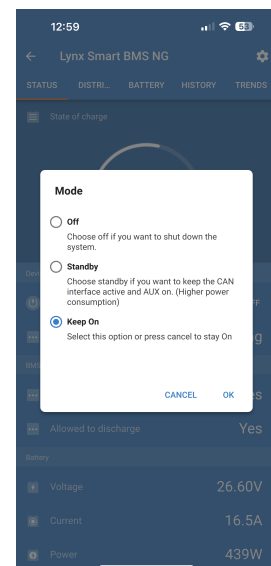 12:59
53
Lynx Smart BMS NG
STATUS DISTRI... BATTERY HISTORY TRENDS
State of charge
Mode
Off
Choose off if you want to shut down the
system.
Standby
Choose standby if you want to keep the CAN
interface active and AUX on. (Higher power
consumption)
Keep On
Select this option or press cancel to stay On
CANCEL OK
Allowed to discharge Yes
Battery
Voltage 26.60V
Current 16.5A
Power 439W